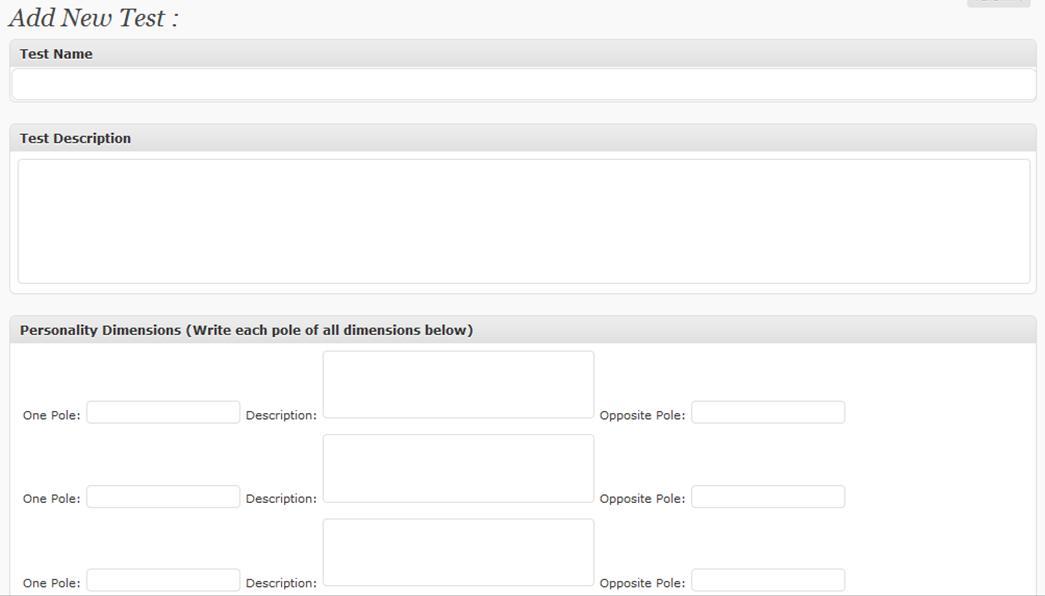 Add New Test :
Test Name
Test Description
Personality Dimensions (Write each pole of all dimensions below)
One Pole: Description: Opposite Pole:
One Pole: Description: Opposite Pole:
One Pole: Description: Opposite Pole: